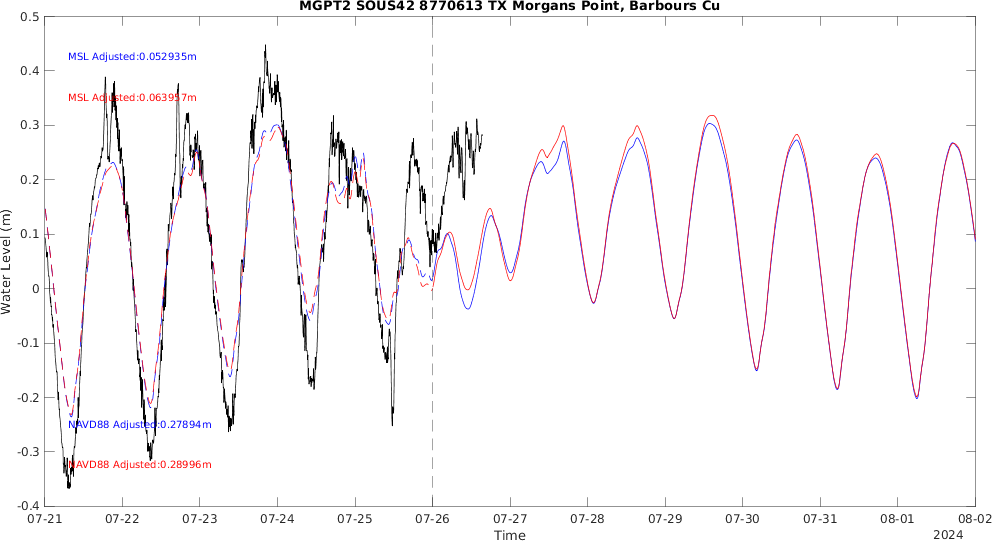 MGPT2 SOUS42 8770613 TX Morgans Point, Barbours Cu
0.5
0.4
0.3
0.2
0.1
0
-0.1
-0.2
-0.3
-0.4
Water Level (m)
MSL Adjusted:0.052935m
MSL Adjusted:0.063957m
NAVD88 Adjusted:0.27894m
NAVD88 Adjusted:0.28996m
07-21 07-22 07-23 07-24 07-25 07-26 07-27 07-28 07-29 07-30 07-31 08-01 08-02
Time
2024